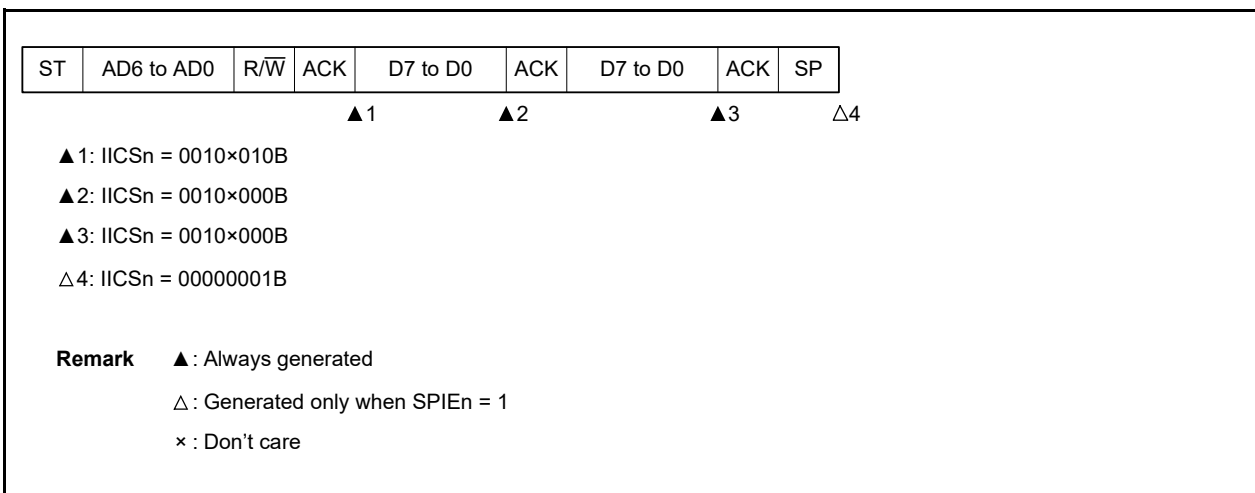 ST AD6 to AD0 R/W̅ ACK D7 to D0 ACK D7 to D0 ACK SP
▲1 ▲2 ▲3 △4
▲1: IICSn = 0010×010B
▲2: IICSn = 0010×000B
▲3: IICSn = 0010×000B
△4: IICSn = 00000001B
Remark ▲: Always generated
△: Generated only when SPIEn = 1
×: Don't care